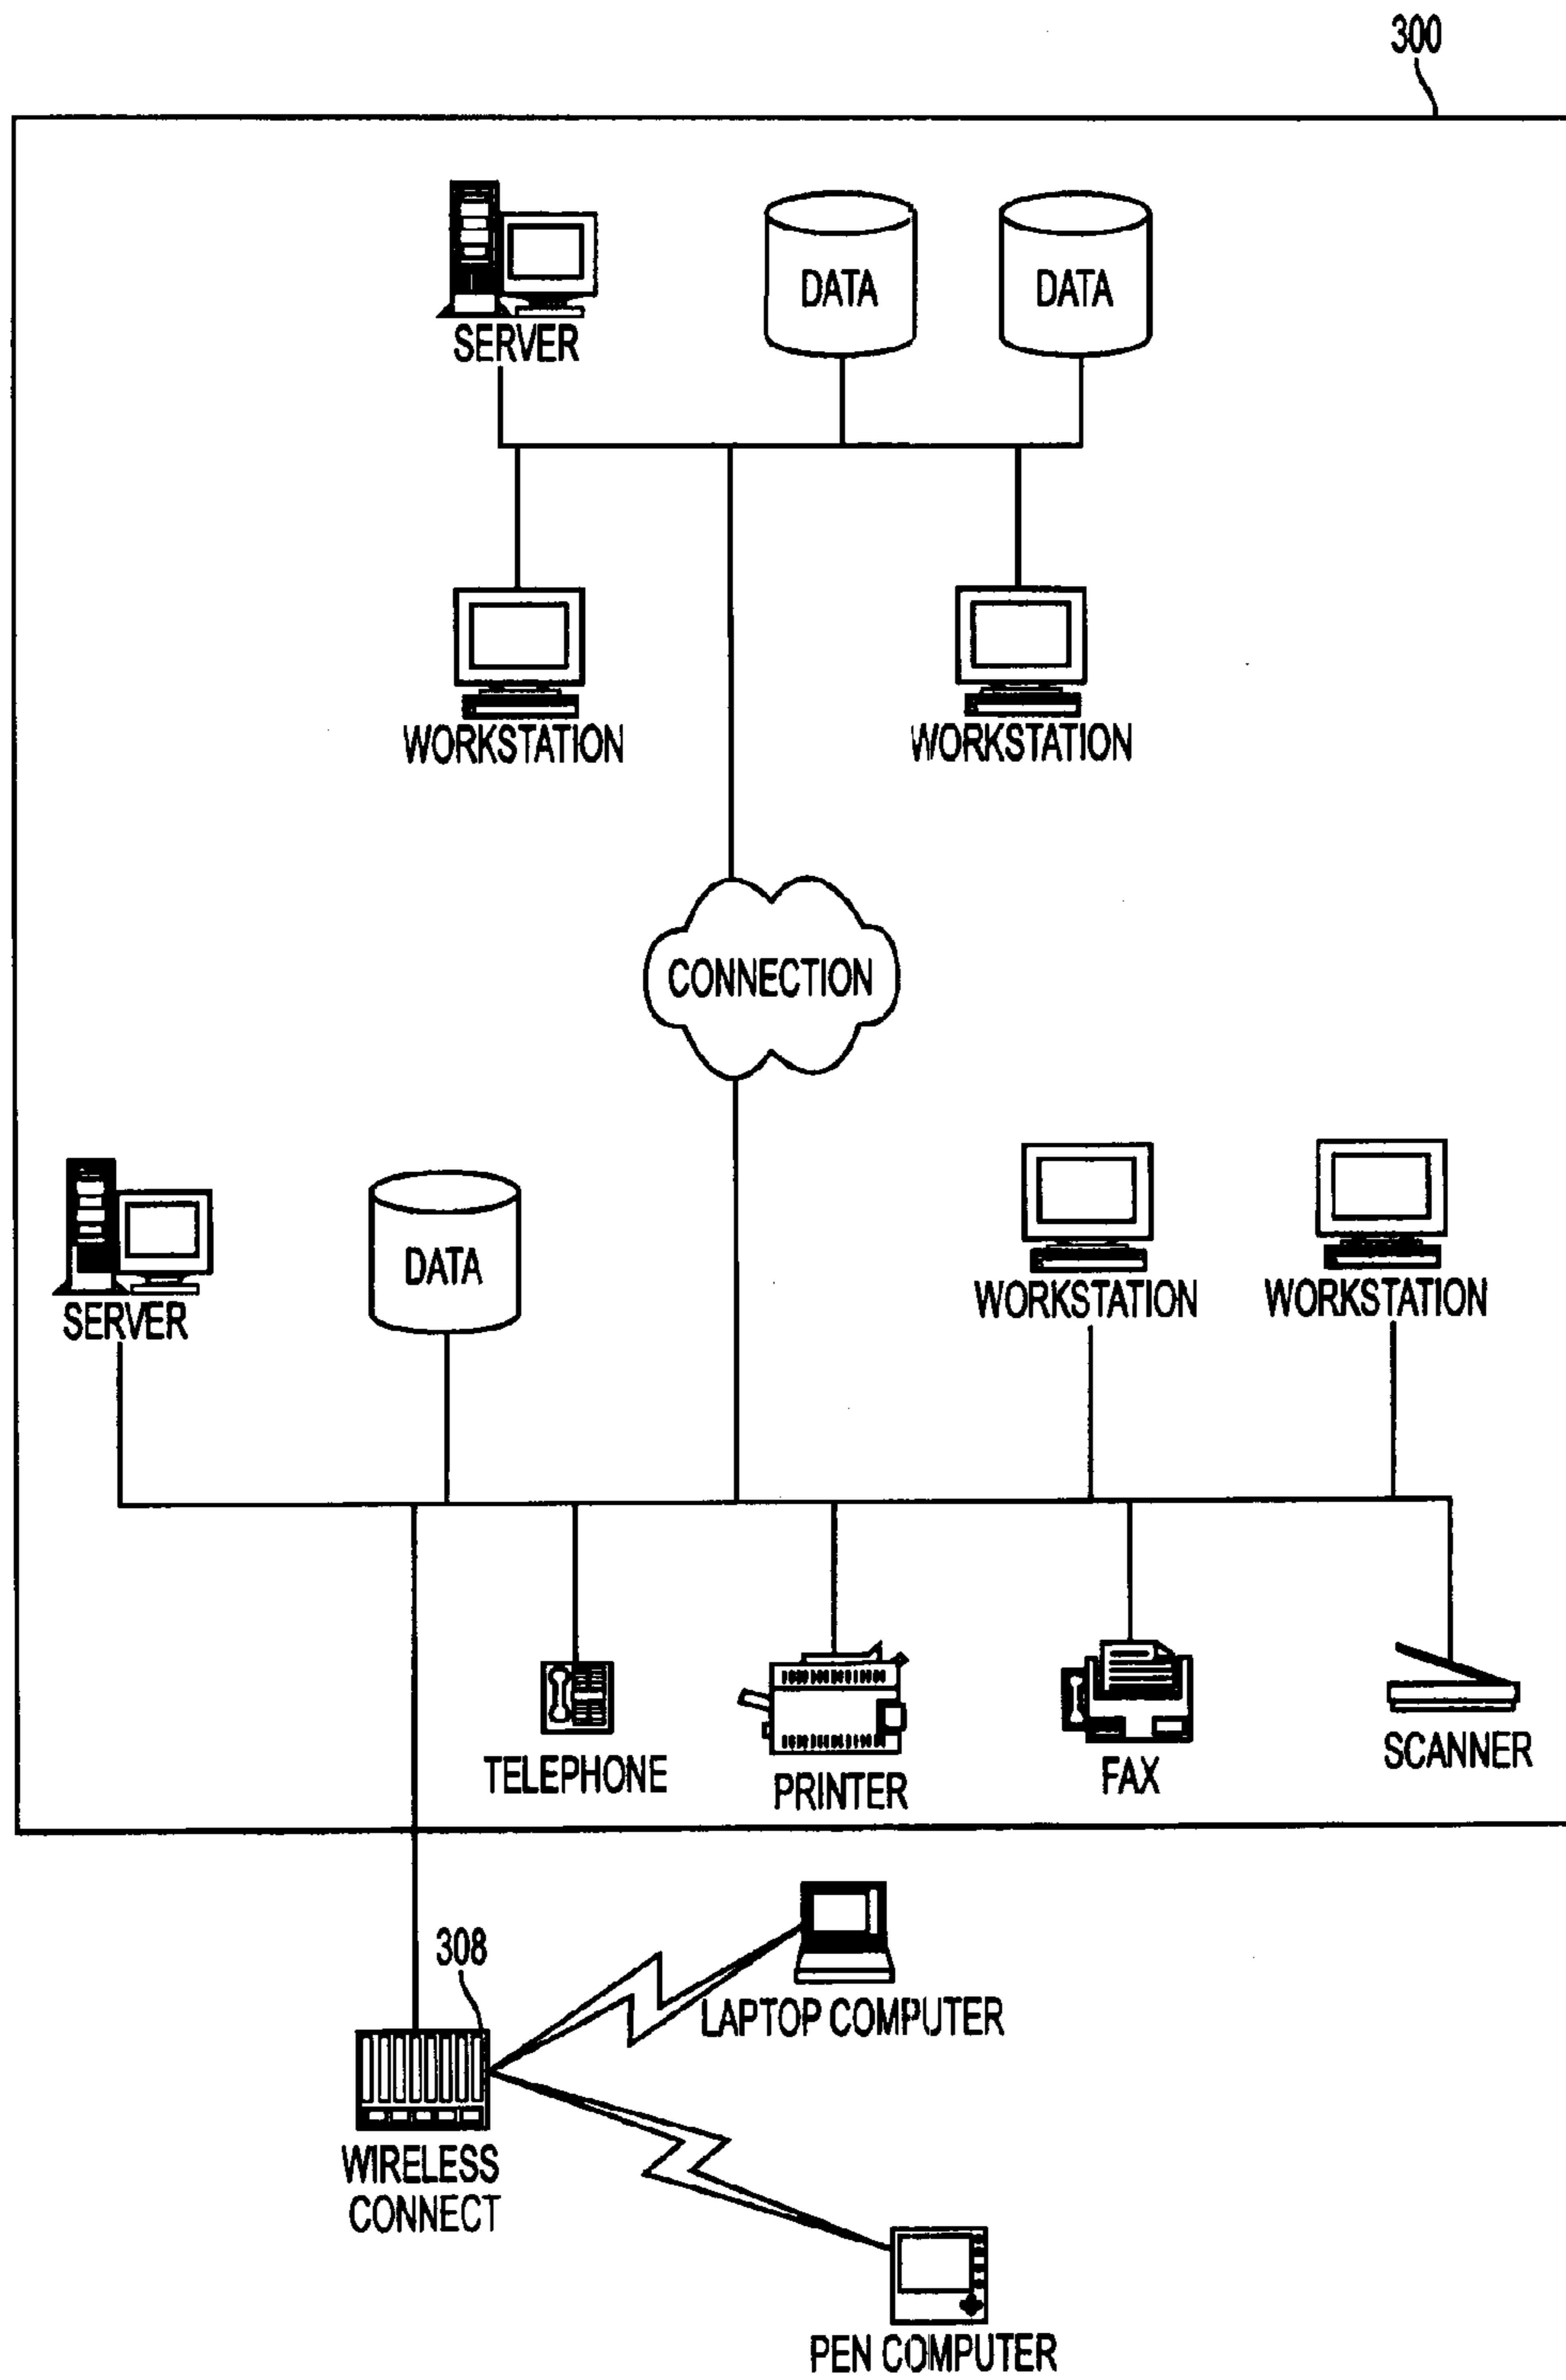 300
SERVER
DATA
DATA
WORKSTATION
WORKSTATION
CONNECTION
SERVER
DATA
WORKSTATION
WORKSTATION
TELEPHONE
PRINTER
FAX
SCANNER
308
LAPTOP COMPUTER
WIRELESS
CONNECT
PEN COMPUTER